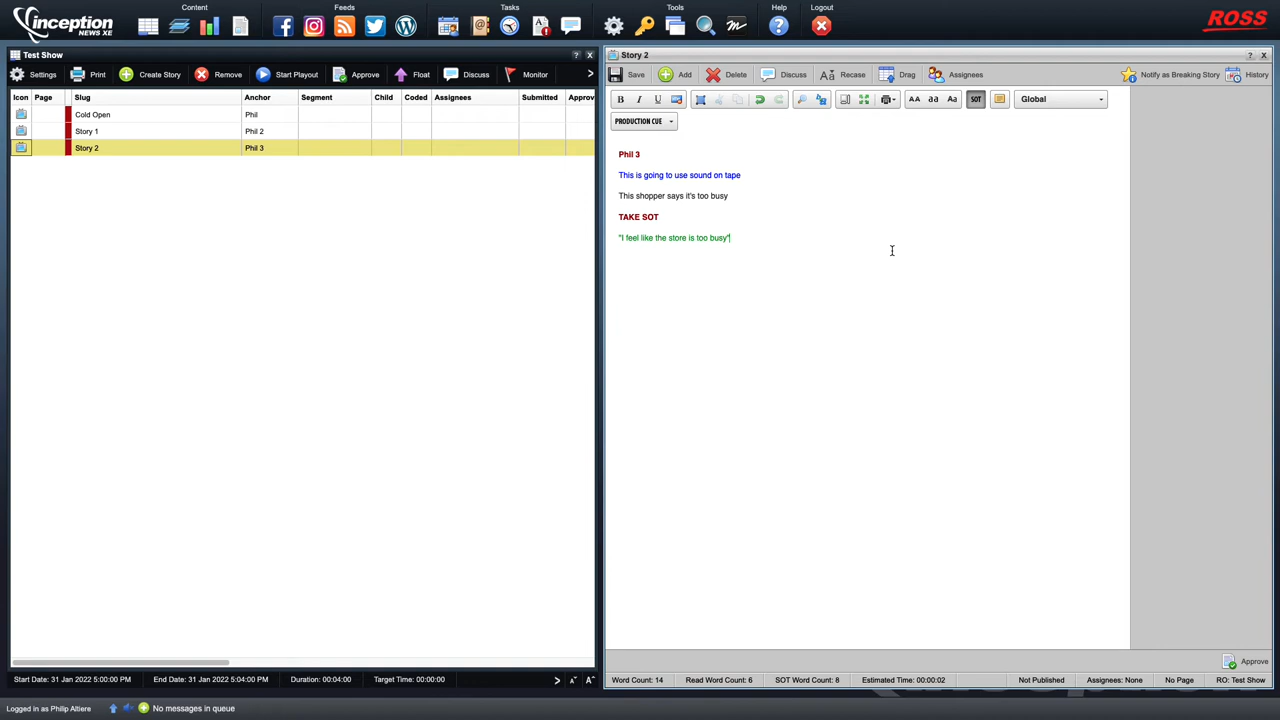 inception
NEWS XE
Content
Feeds
Tasks
Tools
Help
Logout
ROSS
Test Show
? X
Settings
Print
Create Story
Remove
Start Playout
Approve
Float
Discuss
Monitor
>
Icon Page Slug Anchor Segment Child Coded Assignees Submitted Approv
Cold Open Phil
Story 1 Phil 2
Story 2 Phil 3
Start Date: 31 Jan 2022 5:00:00 PM End Date: 31 Jan 2022 5:04:00 PM Duration: 00:04:00 Target Time: 00:00:00 >
Story 2
? X
Save
Add
Delete
Discuss
Recase
Drag
Assignees
Notify as Breaking Story
History
B I U AA aa Aa SOT Global
PRODUCTION CUE
Phil 3
This is going to use sound on tape
This shopper says it's too busy
TAKE SOT
"I feel like the store is too busy"
Approve
Word Count: 14 Read Word Count: 6 SOT Word Count: 8 Estimated Time: 00:00:02 Not Published Assignees: None No Page RO: Test Show
Logged in as Philip Altiere No messages in queue